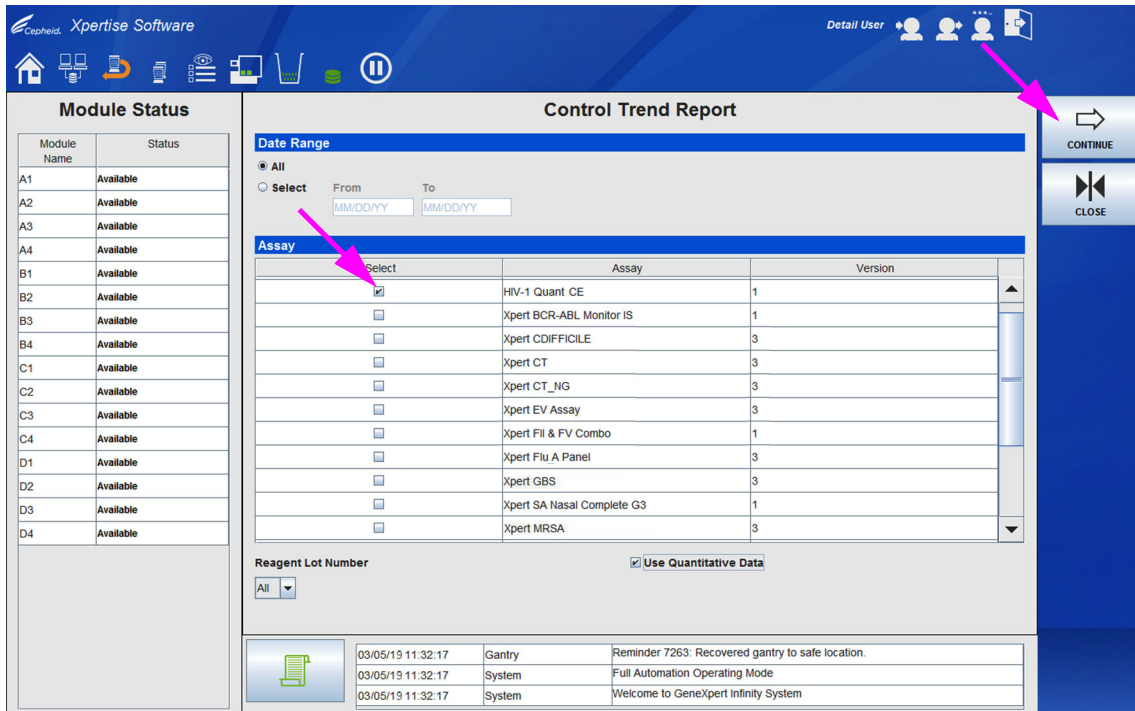 Cepheid. Xpertise Software
Detail User
Module Status
Module Name Status
A1 Available
A2 Available
A3 Available
A4 Available
B1 Available
B2 Available
B3 Available
B4 Available
C1 Available
C2 Available
C3 Available
C4 Available
D1 Available
D2 Available
D3 Available
D4 Available
Control Trend Report
Date Range
All
Select From To
MM/DD/YY MM/DD/YY
Assay
Select Assay Version
HIV-1 Quant CE 1
Xpert BCR-ABL Monitor IS 1
Xpert CDIFFICILE 3
Xpert CT 3
Xpert CT_NG 3
Xpert EV Assay 3
Xpert FII & FV Combo 1
Xpert Flu_A Panel 3
Xpert GBS 3
Xpert SA Nasal Complete G3 1
Xpert MRSA 3
Reagent Lot Number Use Quantitative Data
All
03/05/19 11:32:17 Gantry Reminder 7263: Recovered gantry to safe location.
03/05/19 11:32:17 System Full Automation Operating Mode
03/05/19 11:32:17 System Welcome to GeneXpert Infinity System
CONTINUE
CLOSE